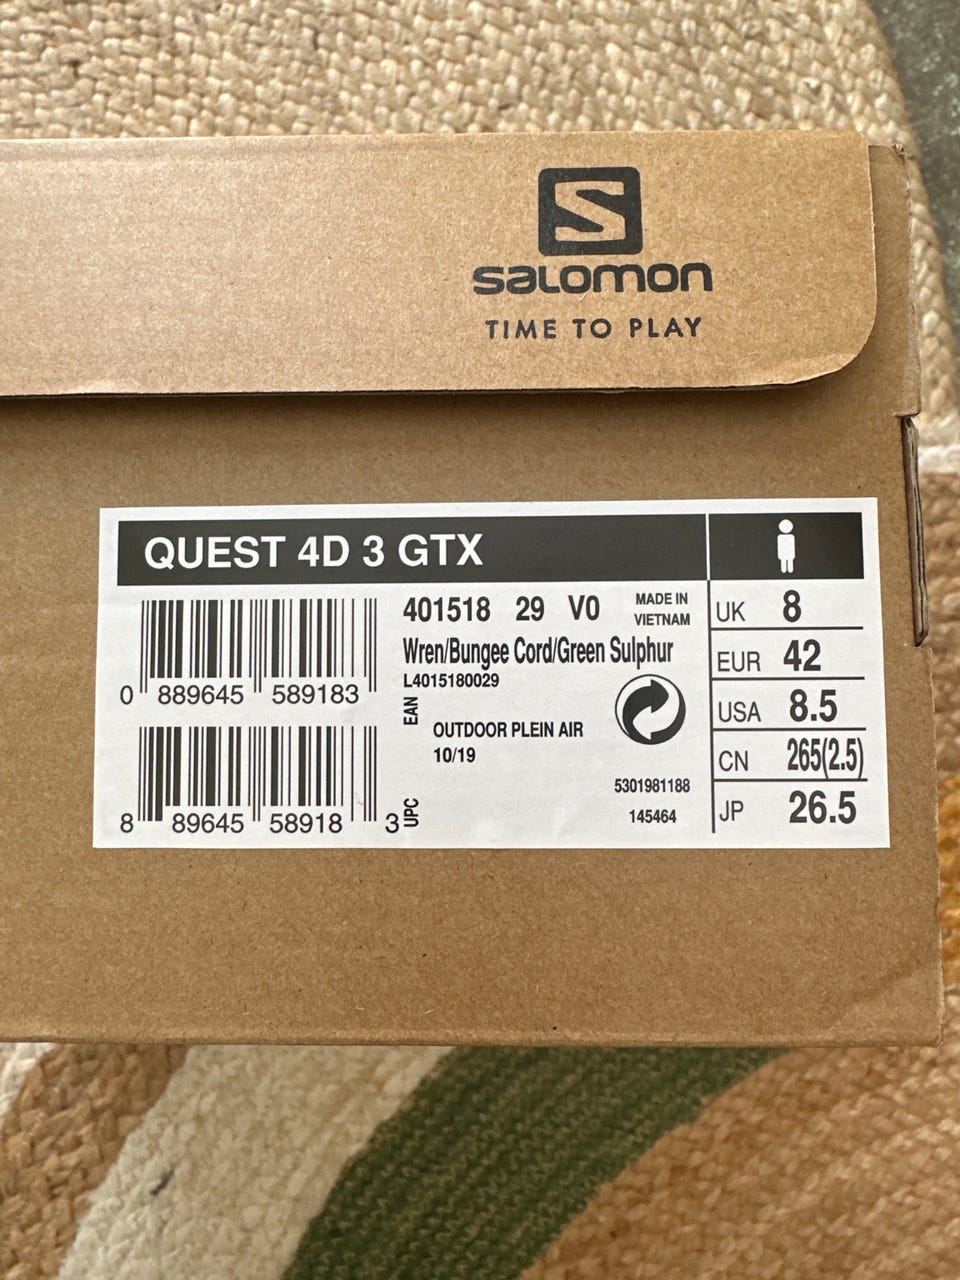 S
SALOMON
TIME TO PLAY
QUEST 4D 3 GTX
401518 29 V0
MADE IN
VIETNAM
Wren/Bungee Cord/Green Sulphur
L4015180029
0 889645 589183
EAN
OUTDOOR PLEIN AIR
10/19
8 89645 58918 3
UPC
5301981188
145464
UK 8
EUR 42
USA 8.5
CN 265(2.5)
JP 26.5